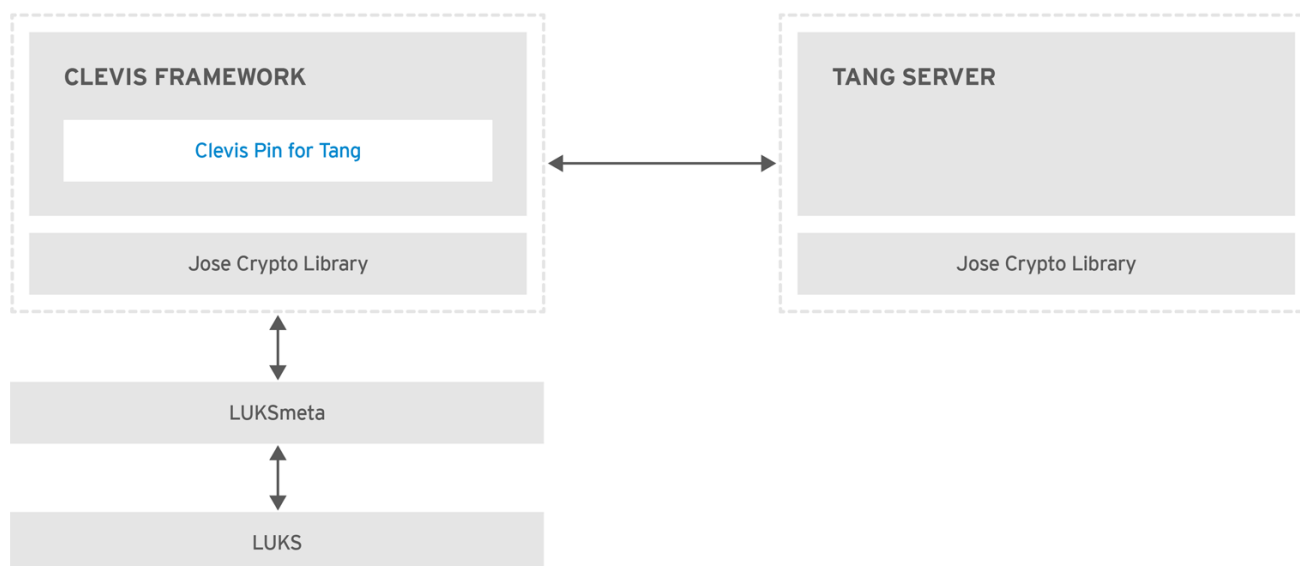 CLEVIS FRAMEWORK
Clevis Pin for Tang
Jose Crypto Library
TANG SERVER
Jose Crypto Library
LUKSmeta
LUKS